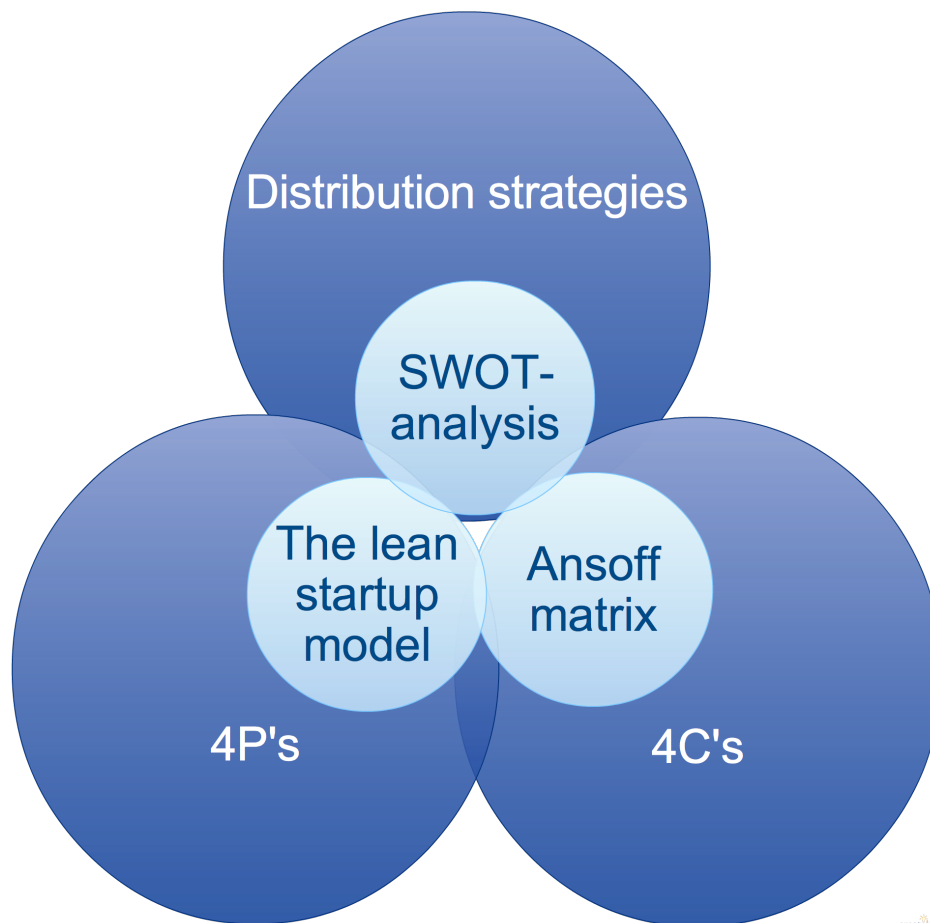 Distribution strategies
SWOT-
analysis
The lean
startup
model
Ansoff
matrix
4P's
4C's